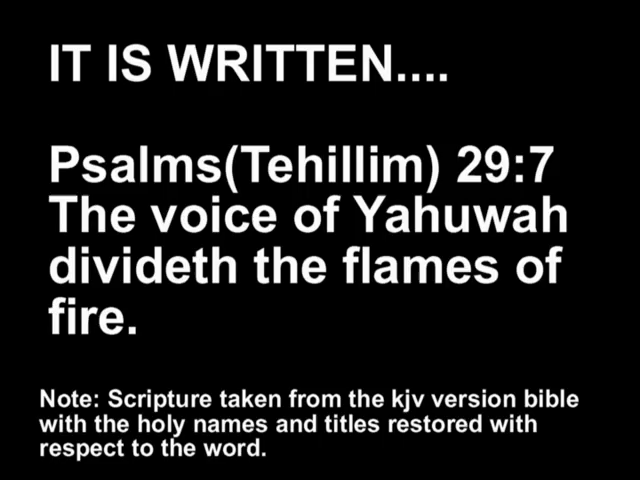 IT IS WRITTEN....
Psalms(Tehillim) 29:7
The voice of Yahuwah
divideth the flames of
fire.
Note: Scripture taken from the kjv version bible
with the holy names and titles restored with
respect to the word.